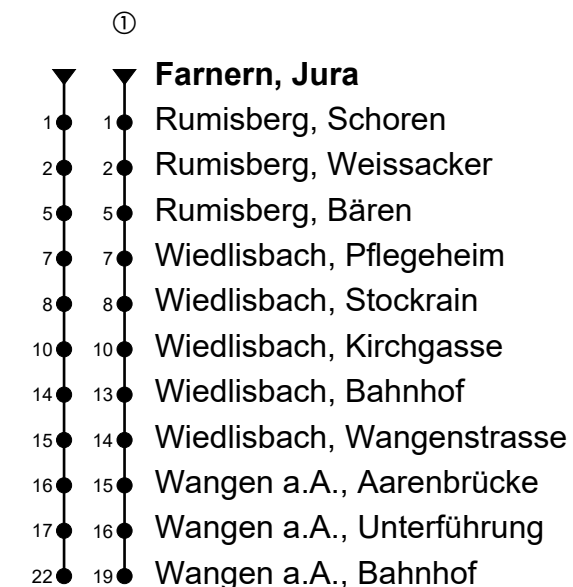 ①
Farnern, Jura
1 1 Rumisberg, Schoren
2 2 Rumisberg, Weissacker
5 5 Rumisberg, Bären
7 7 Wiedlisbach, Pflegeheim
8 8 Wiedlisbach, Stockrain
10 10 Wiedlisbach, Kirchgasse
14 13 Wiedlisbach, Bahnhof
15 14 Wiedlisbach, Wangenstrasse
16 15 Wangen a.A., Aarenbrücke
17 16 Wangen a.A., Unterführung
22 19 Wangen a.A., Bahnhof